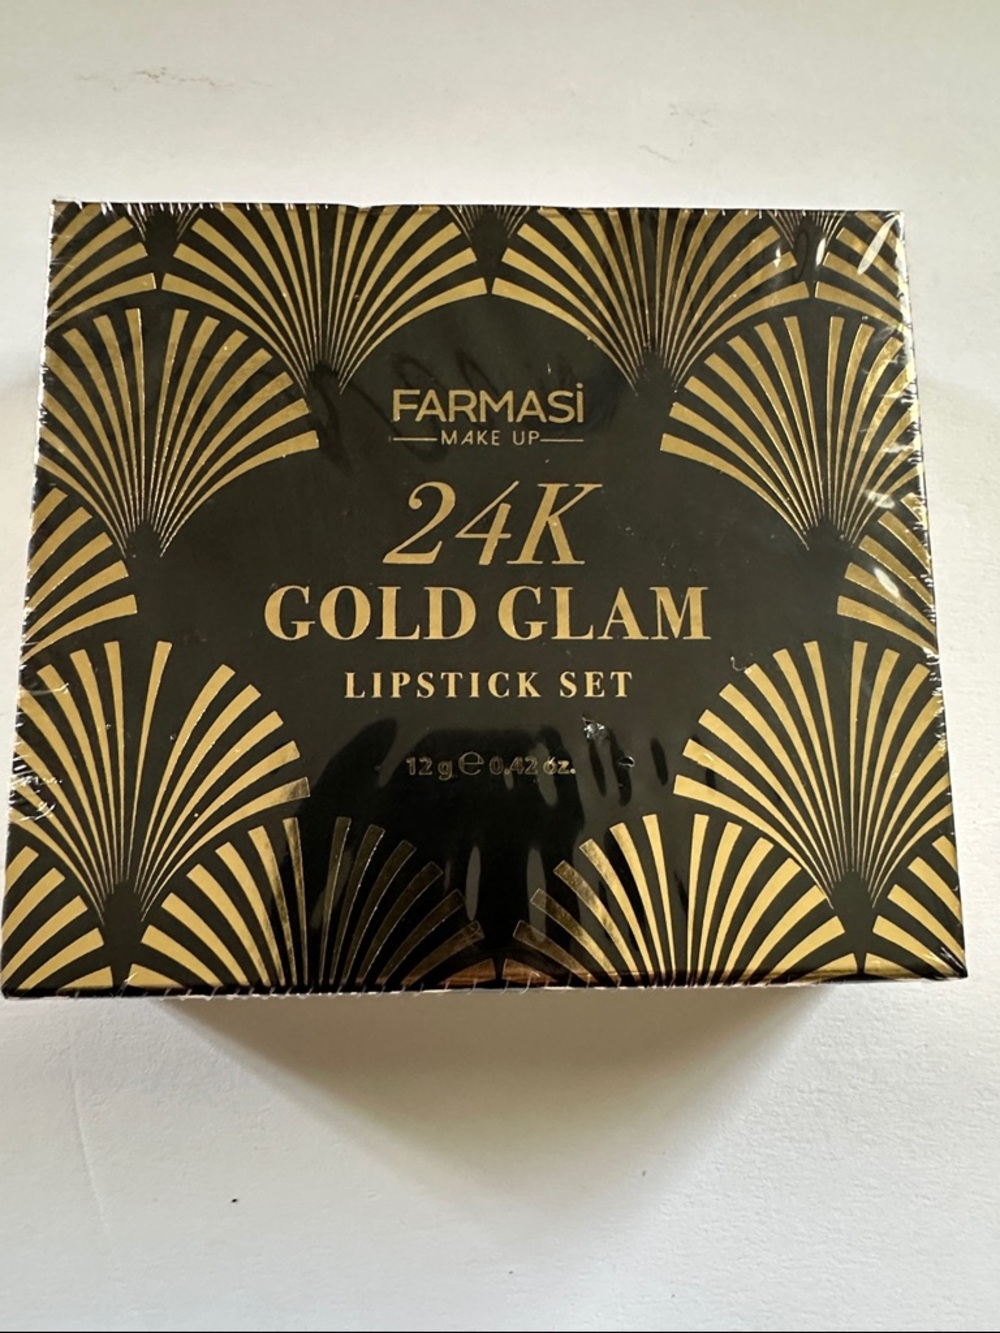 FARMASi
MAKE UP
24K
GOLD GLAM
LIPSTICK SET
12 g ℮ 0.42 oz.